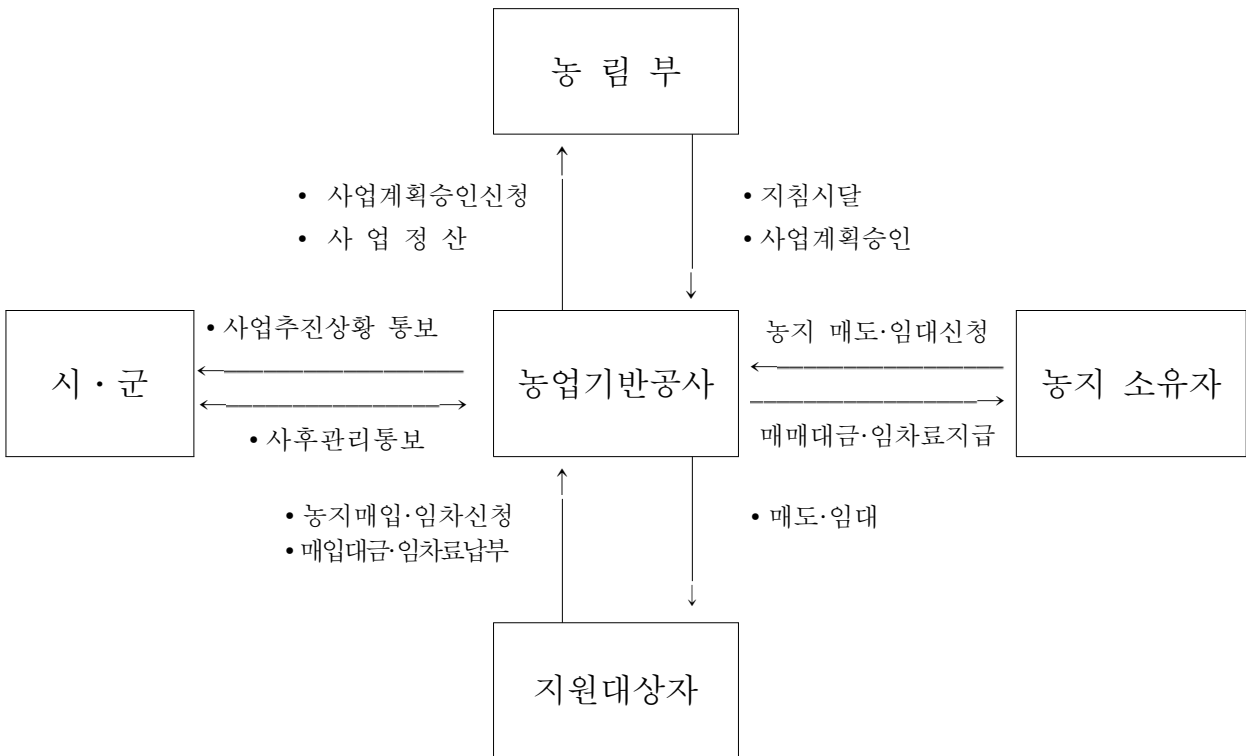 농 림 부
• 사업계획승인신청
• 사 업 정 산
• 지침시달
• 사업계획승인
시 · 군
• 사업추진상황 통보
• 사후관리통보
농업기반공사
농지 매도·임대신청
매매대금·임차료지급
농지 소유자
• 농지매입·임차신청
• 매입대금·임차료납부
• 매도·임대
지원대상자